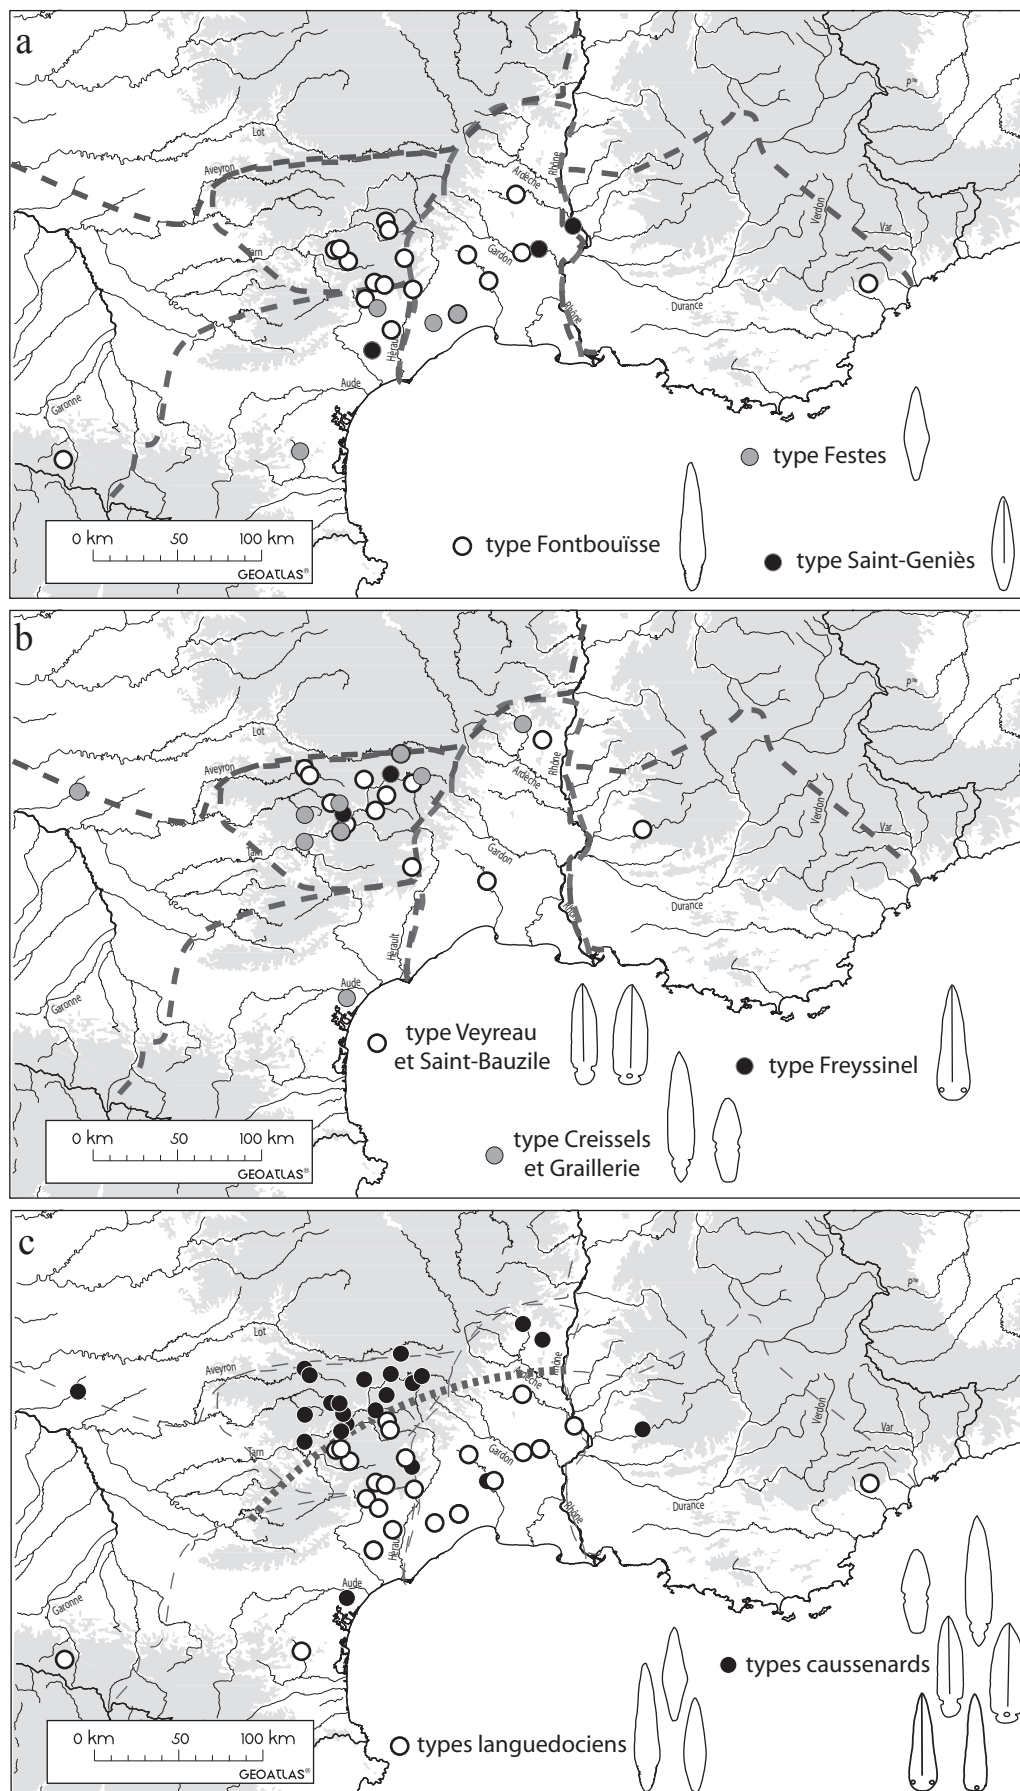 a
Lot
Aveyron
Ardèche
Rhône
Tarn
Gardon
Verdon
Var
Durance
Rhône
Hérault
Aude
Garonne
type Festes
type Fontbouïsse
type Saint-Geniès
0 km 50 100 km
GEOATLAS®
b
Lot
Aveyron
Ardèche
Rhône
Tarn
Gardon
Verdon
Var
Durance
Hérault
Aude
Garonne
type Veyreau
et Saint-Bauzile
type Freyssinel
type Creissels
et Graillerie
0 km 50 100 km
GEOATLAS®
c
Lot
Aveyron
Ardèche
Rhône
Tarn
Gardon
Verdon
Var
Durance
Rhône
Hérault
Aude
Garonne
types caussenards
types languedociens
0 km 50 100 km
GEOATLAS®